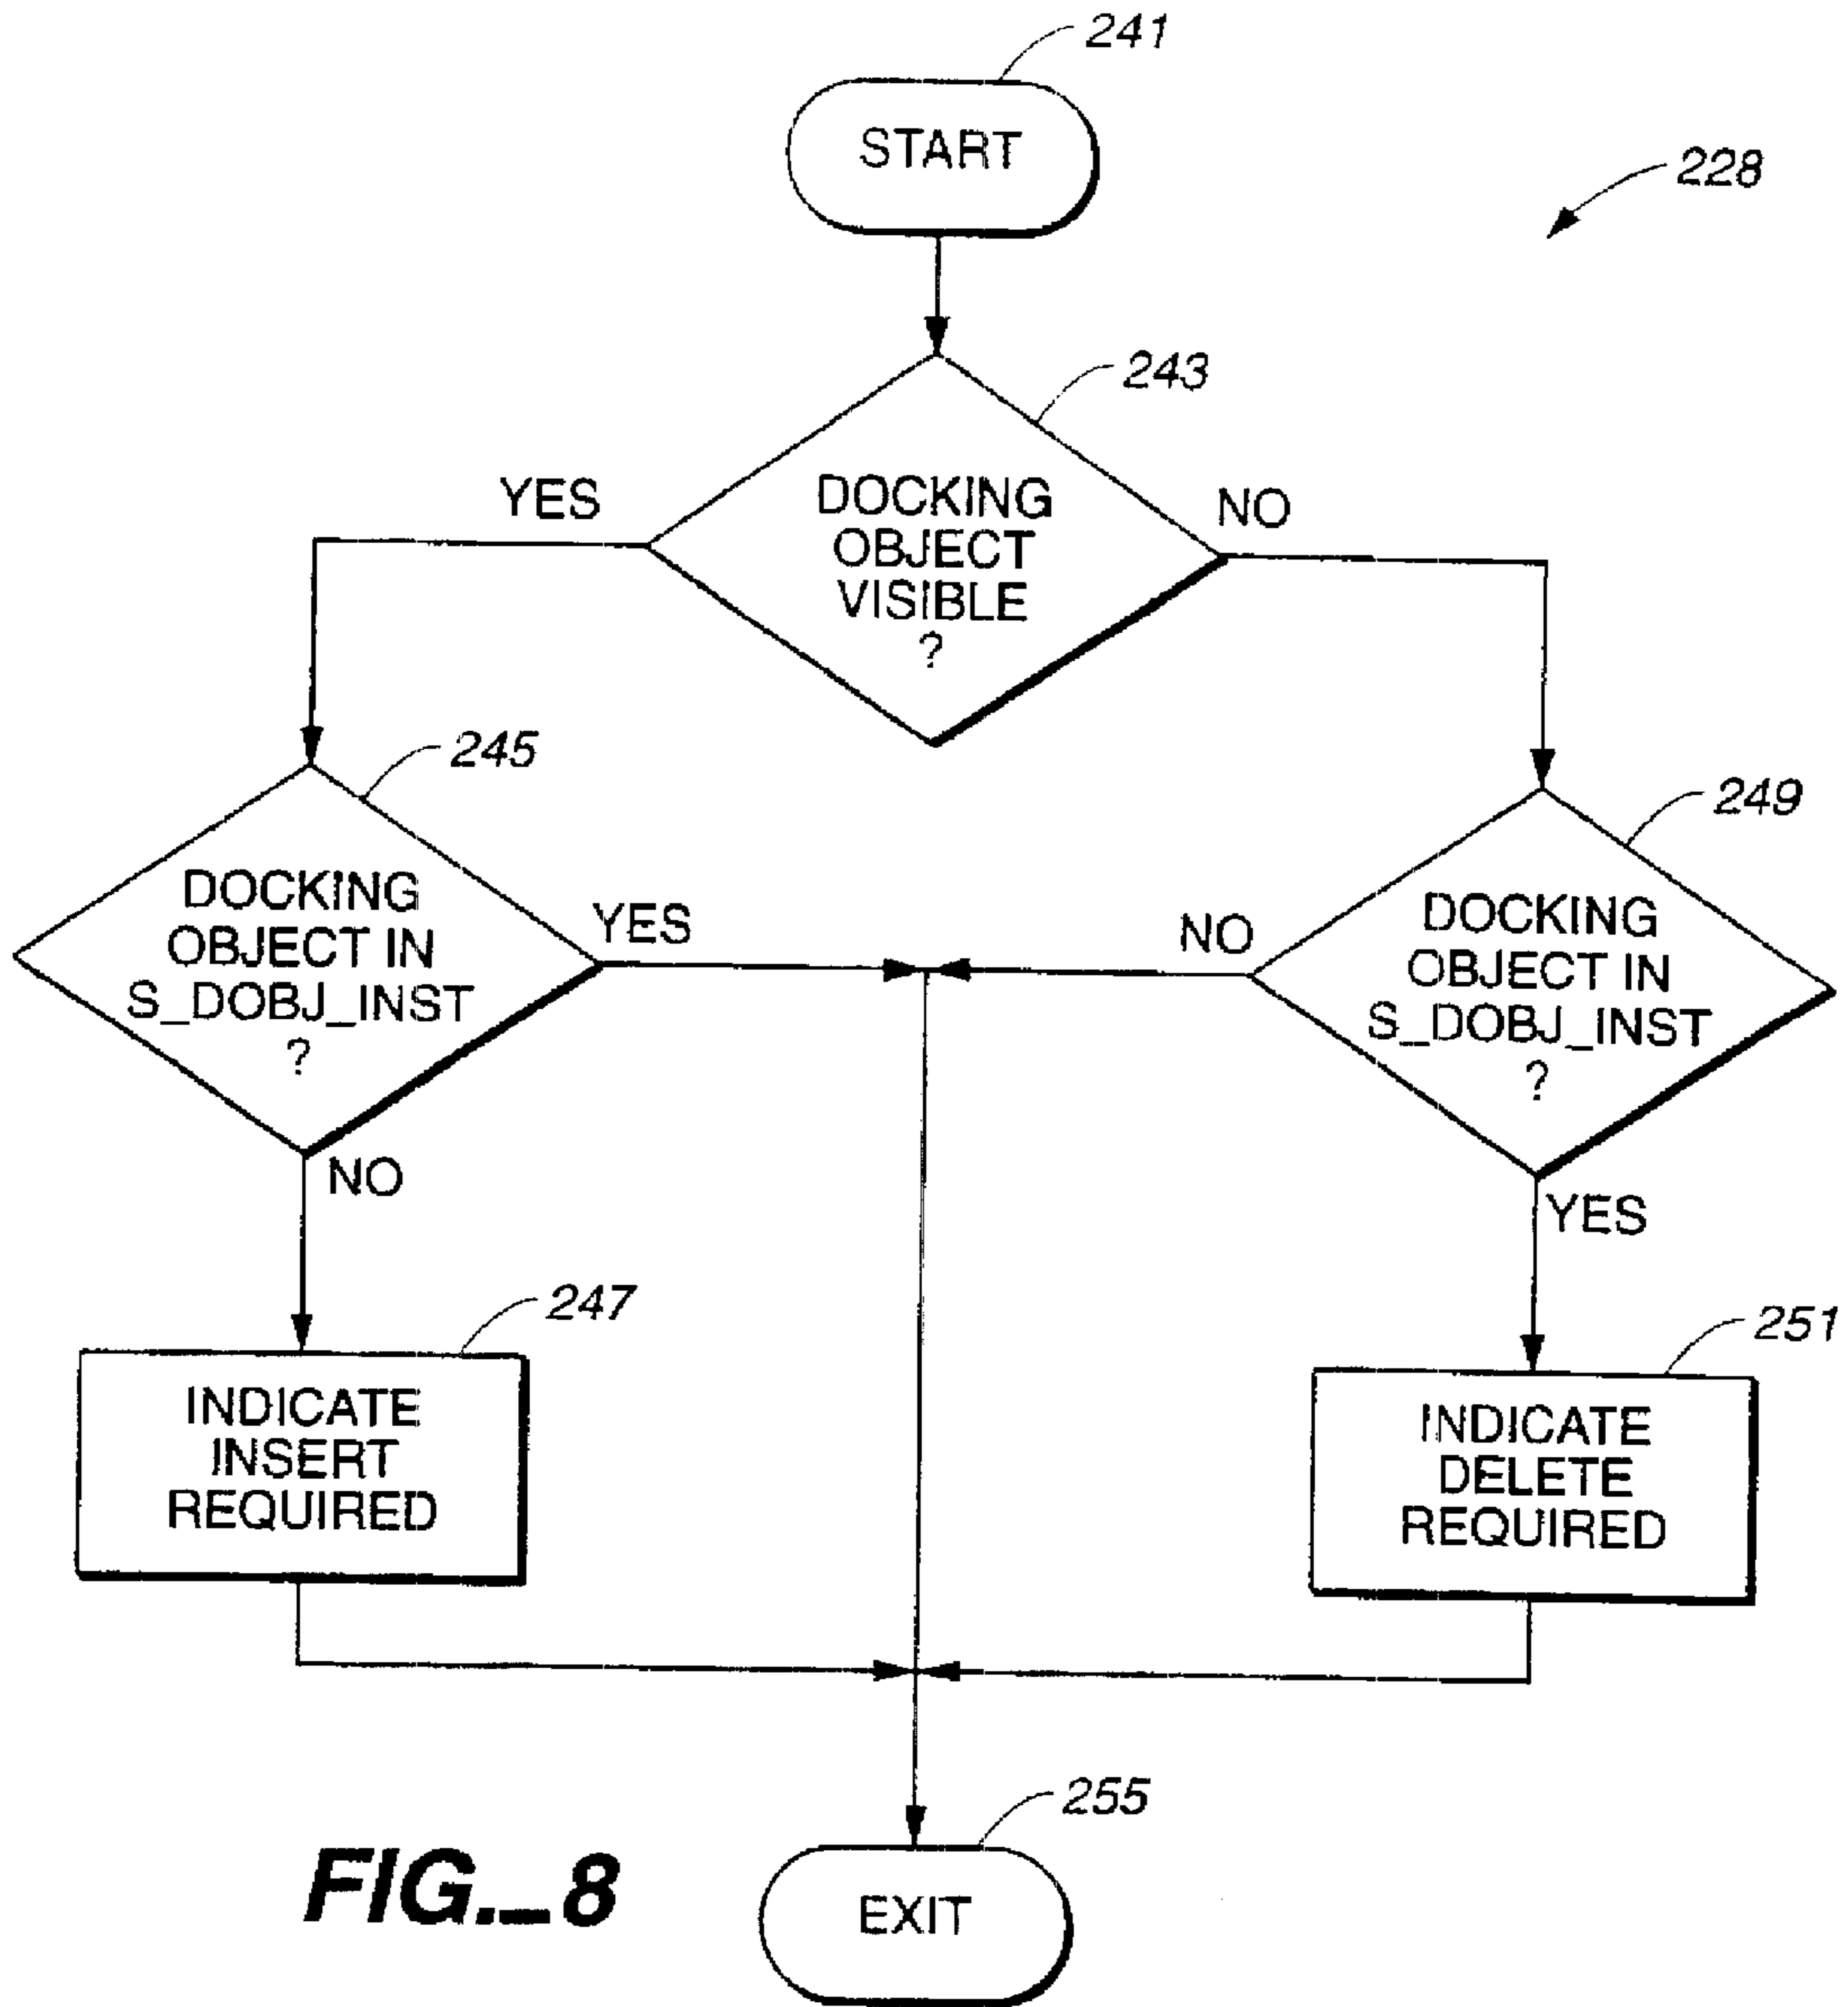 241
START
228
243
DOCKING
OBJECT
VISIBLE
?
YES
NO
245
DOCKING
OBJECT IN
S_DOBJ_INST
?
YES
NO
249
DOCKING
OBJECT IN
S_DOBJ_INST
?
NO
YES
247
INDICATE
INSERT
REQUIRED
251
INDICATE
DELETE
REQUIRED
255
EXIT
FIG._8